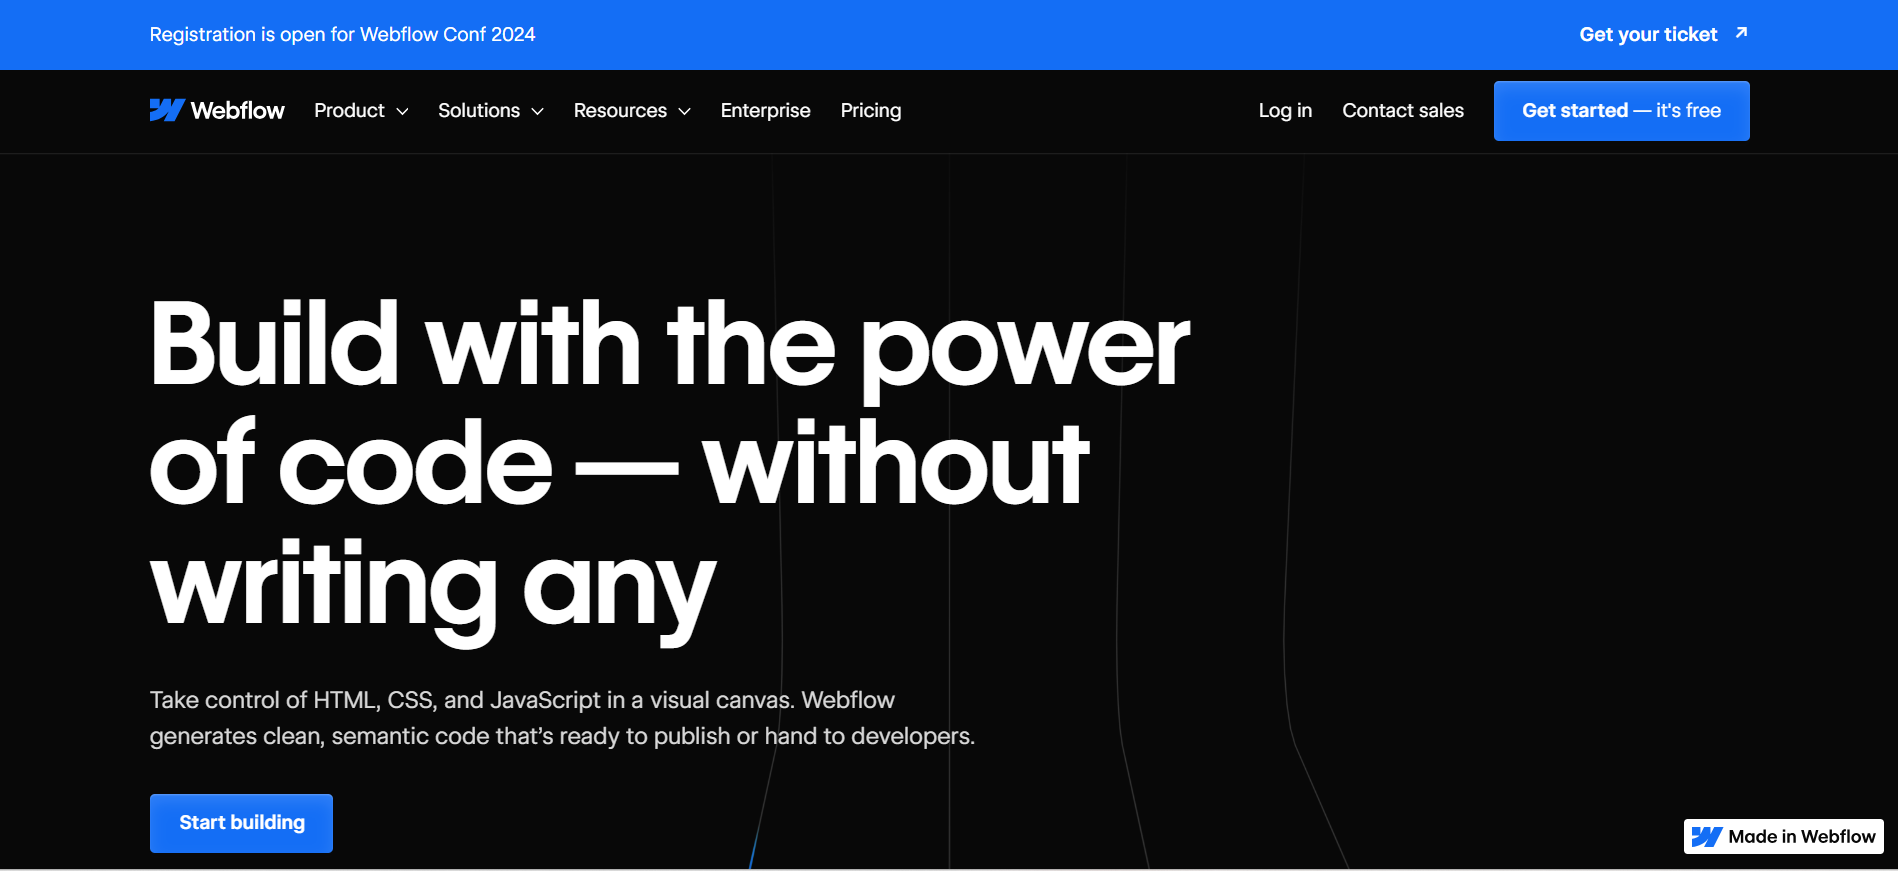 Registration is open for Webflow Conf 2024
Get your ticket
Webflow
Product
Solutions
Resources
Enterprise
Pricing
Log in
Contact sales
Get started — it's free
Build with the power
of code — without
writing any
Take control of HTML, CSS, and JavaScript in a visual canvas. Webflow
generates clean, semantic code that’s ready to publish or hand to developers.
Start building
Made in Webflow